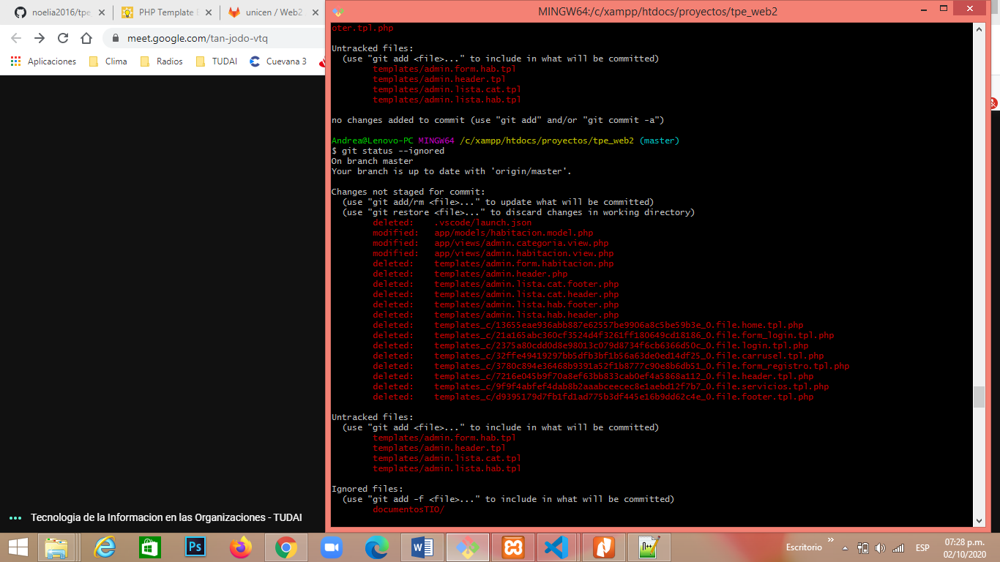 noelia2016/tpe
PHP Template E
unicen / Web2
meet.google.com/tan-jodo-vtq
Aplicaciones
Clima
Radios
TUDAI
Cuevana 3
MINGW64:/c/xampp/htdocs/proyectos/tpe_web2
oter.tpl.php
Untracked files:
(use "git add <file>..." to include in what will be committed)
templates/admin.form.hab.tpl
templates/admin.header.tpl
templates/admin.lista.cat.tpl
templates/admin.lista.hab.tpl
no changes added to commit (use "git add" and/or "git commit -a")
Andrea@Lenovo-PC MINGW64 /c/xampp/htdocs/proyectos/tpe_web2 (master)
$ git status --ignored
On branch master
Your branch is up to date with 'origin/master'.
Changes not staged for commit:
(use "git add/rm <file>..." to update what will be committed)
(use "git restore <file>..." to discard changes in working directory)
deleted: .vscode/launch.json
modified: app/models/habitacion.model.php
modified: app/views/admin.categoria.view.php
modified: app/views/admin.habitacion.view.php
deleted: templates/admin.form.habitacion.php
deleted: templates/admin.header.php
deleted: templates/admin.lista.cat.footer.php
deleted: templates/admin.lista.cat.header.php
deleted: templates/admin.lista.hab.footer.php
deleted: templates/admin.lista.hab.header.php
deleted: templates_c/13655eae936abb887e62557be9906a8c5be59b3e_0.file.home.tpl.php
deleted: templates_c/21a165abc360cf3524d4f3261ff180649cd18186_0.file.form_login.tpl.php
deleted: templates_c/2375a80cdd0d8e98013c079d8734f6cb6366d50c_0.file.login.tpl.php
deleted: templates_c/32ffe49419297bb5dfb3bf1b56a63de0ed14df25_0.file.carrusel.tpl.php
deleted: templates_c/3780c894e36468b9391a52f1b8777c90e8b6db51_0.file.form_registro.tpl.php
deleted: templates_c/7216e045b9f70a8ef63bb833cab0ef4a5868a112_0.file.header.tpl.php
deleted: templates_c/9f9f4abfef4dab8b2aaabceecec8e1aebd12f7b7_0.file.servicios.tpl.php
deleted: templates_c/d9395179d7fb1fd1ad775b3df445e16b9dd62c4e_0.file.footer.tpl.php
Untracked files:
(use "git add <file>..." to include in what will be committed)
templates/admin.form.hab.tpl
templates/admin.header.tpl
templates/admin.lista.cat.tpl
templates/admin.lista.hab.tpl
Ignored files:
(use "git add -f <file>..." to include in what will be committed)
documentosTIO/
Tecnologia de la Informacion en las Organizaciones - TUDAI
Escritorio
ESP
07:28 p.m.
02/10/2020